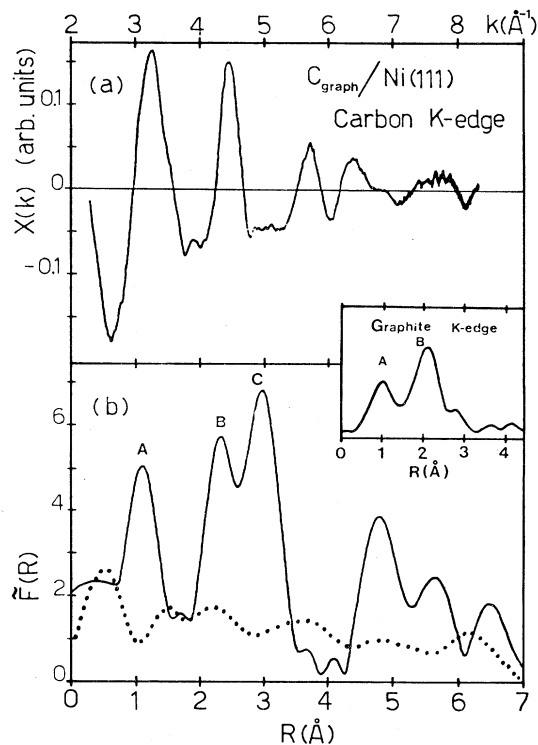 2 3 4 5 6 7 8 k(Å⁻¹)
(a)
C graph/Ni(111)
Carbon K-edge
X(k) (arb. units)
0.1
0
-0.1
Graphite K-edge
A
B
0 1 2 3 4
R(Å)
(b)
A
B
C
F̃(R)
6
4
2
0
0 1 2 3 4 5 6 7
R(Å)